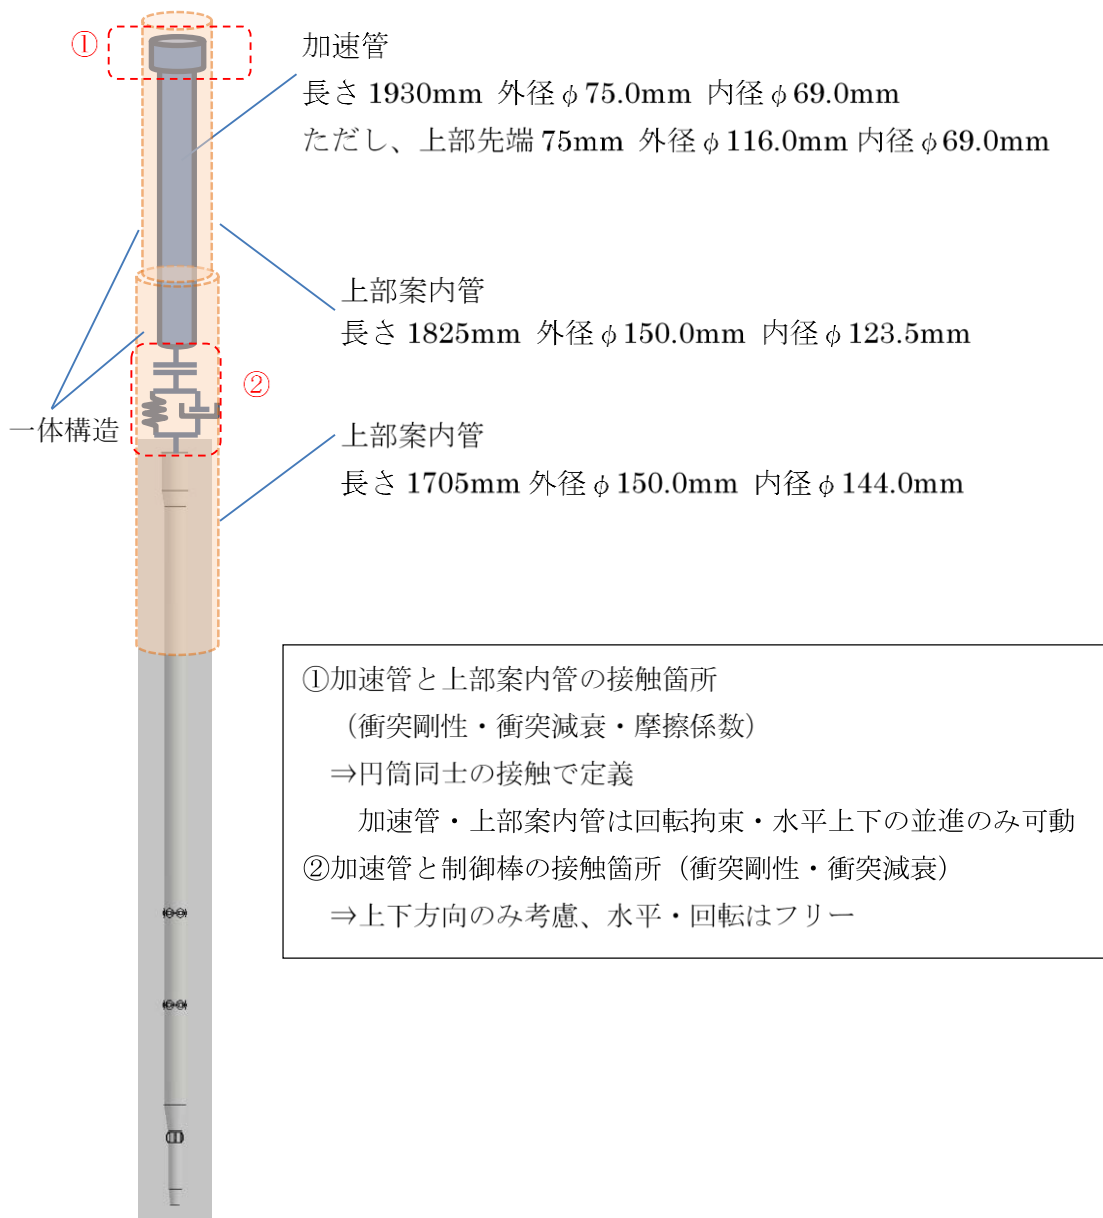 ①
加速管
長さ 1930mm 外径φ75.0mm 内径φ69.0mm
ただし、上部先端 75mm 外径φ116.0mm 内径φ69.0mm
上部案内管
長さ 1825mm 外径φ150.0mm 内径φ123.5mm
②
一体構造
上部案内管
長さ 1705mm 外径φ150.0mm 内径φ144.0mm
①加速管と上部案内管の接触箇所
（衝突剛性・衝突減衰・摩擦係数）
⇒円筒同士の接触で定義
加速管・上部案内管は回転拘束・水平上下の並進のみ可動
②加速管と制御棒の接触箇所（衝突剛性・衝突減衰）
⇒上下方向のみ考慮、水平・回転はフリー